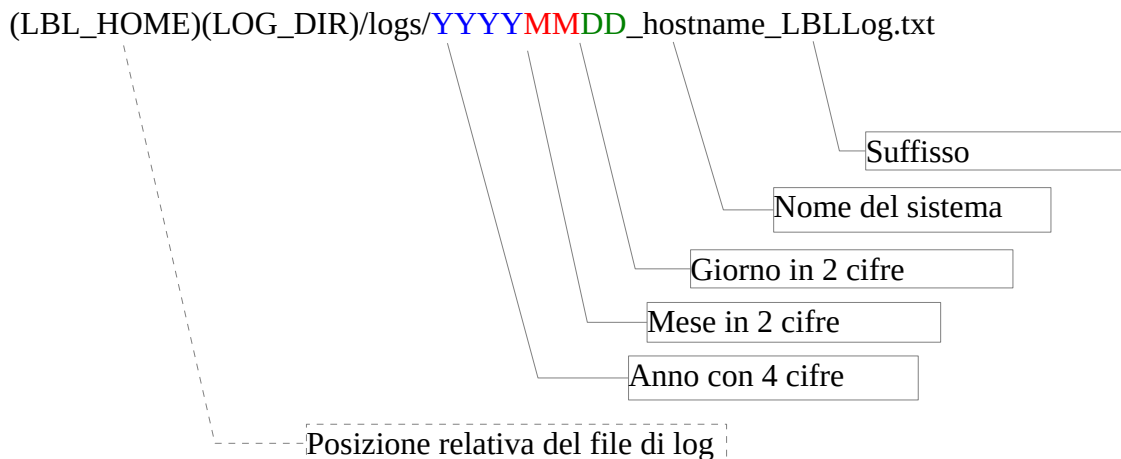 (LBL_HOME)(LOG_DIR)/logs/YYYYMMDD_hostname_LBLLog.txt
Suffisso
Nome del sistema
Giorno in 2 cifre
Mese in 2 cifre
Anno con 4 cifre
Posizione relativa del file di log